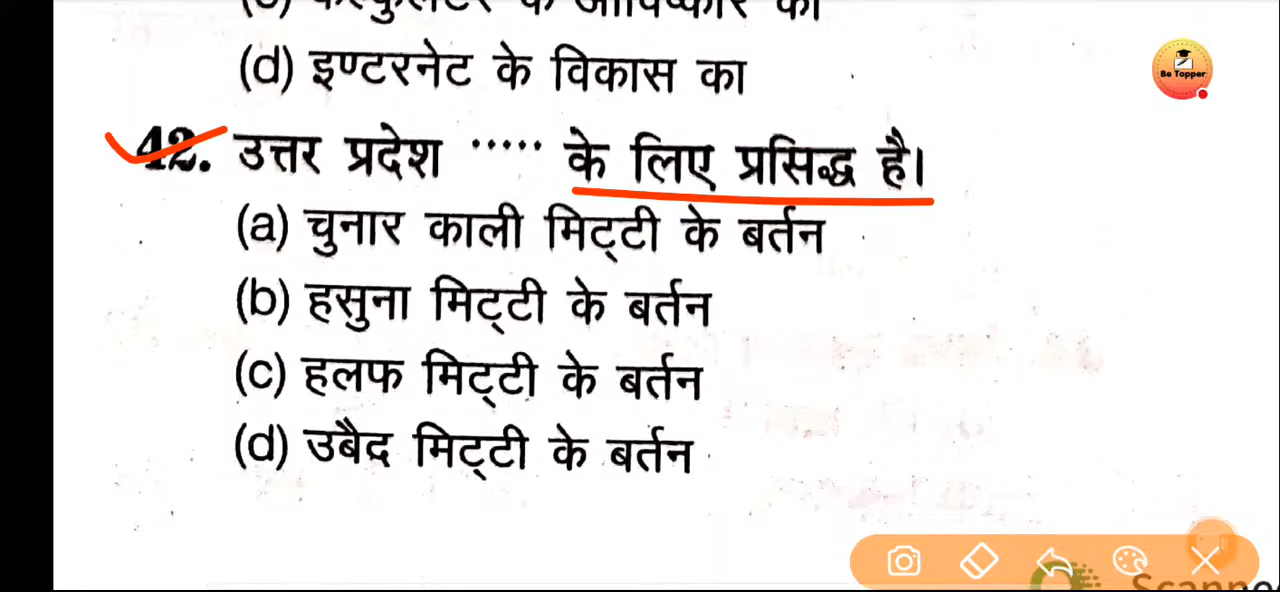 (d) इण्टरनेट के विकास का
Be Topper
42. उत्तर प्रदेश ..... के लिए प्रसिद्ध है।
(a) चुनार काली मिट्टी के बर्तन
(b) हसुना मिट्टी के बर्तन
(c) हलफ मिट्टी के बर्तन
(d) उबैद मिट्टी के बर्तन